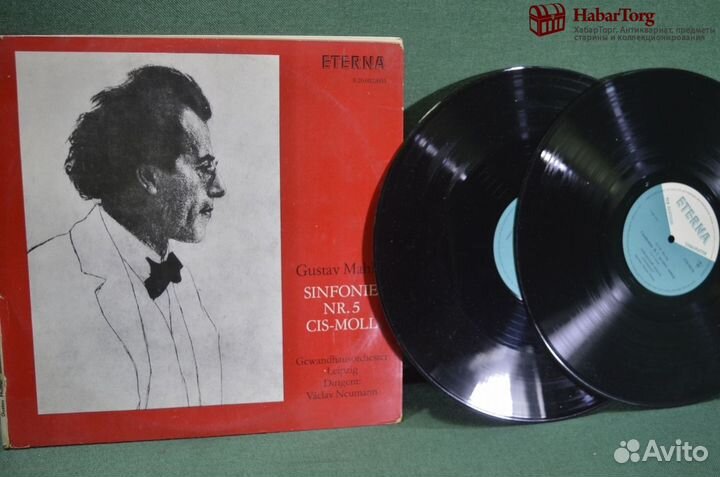 HabarTorg
ХабарТорг. Антиквариат, предметы
старины и коллекционирования
ETERNA
Gustav
SINFONIE
NR. 5
CIS-MOLL
Gewandhausorchester
Leipzig
Dirigent:
Václav Neumann
ETERNA
ETERNA
Avito